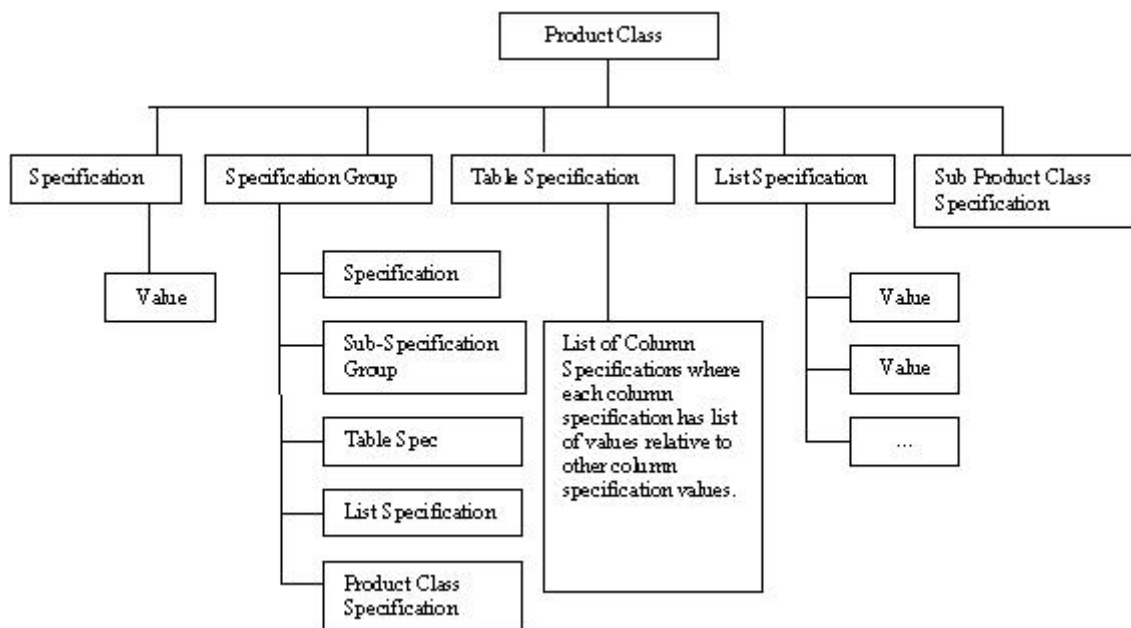 Product Class
Specification
Specification Group
Table Specification
List Specification
Sub Product Class
Specification
Value
Specification
Sub-Specification
Group
Table Spec
List Specification
Product Class
Specification
List of Column
Specifications where
each column
specification has list
of values relative to
other column
specification values.
Value
Value
...